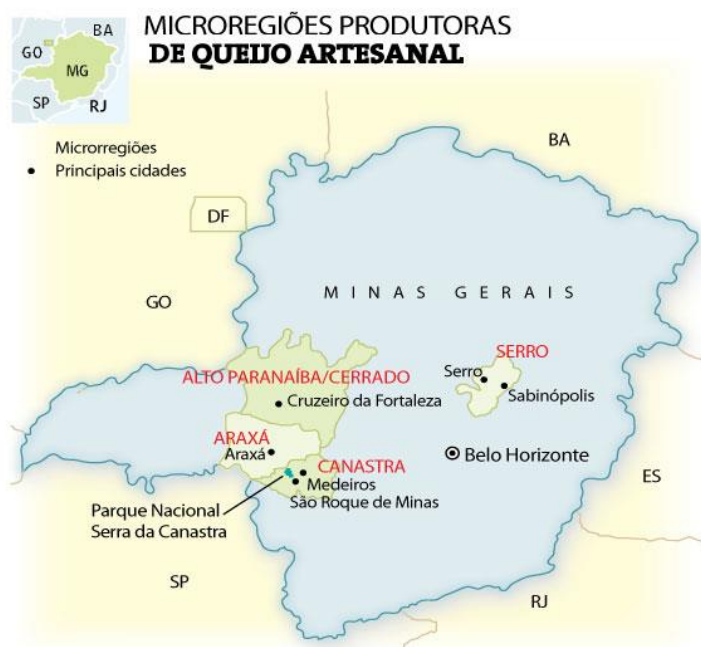 MICROREGIÕES PRODUTORAS
DE QUEIJO ARTESANAL
BA
GO
MG
SP
RJ
Microrregiões
Principais cidades
BA
DF
GO
MINAS GERAIS
SERRO
Serro
Sabinópolis
ALTO PARANAÍBA/CERRADO
Cruzeiro da Fortaleza
ARAXÁ
Araxá
CANASTRA
Medeiros
São Roque de Minas
Belo Horizonte
Parque Nacional
Serra da Canastra
ES
SP
RJ